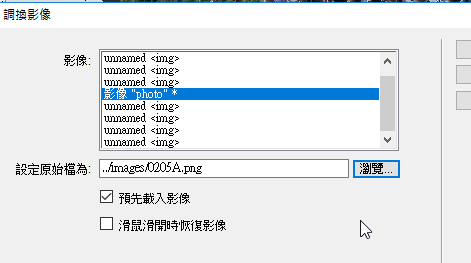 調換影像
影像:
unnamed <img>
unnamed <img>
unnamed <img>
影像 "photo" *
unnamed <img>
unnamed <img>
unnamed <img>
unnamed <img>
設定原始檔為:
../images/0205A.png
瀏覽...
預先載入影像
滑鼠滑開時恢復影像